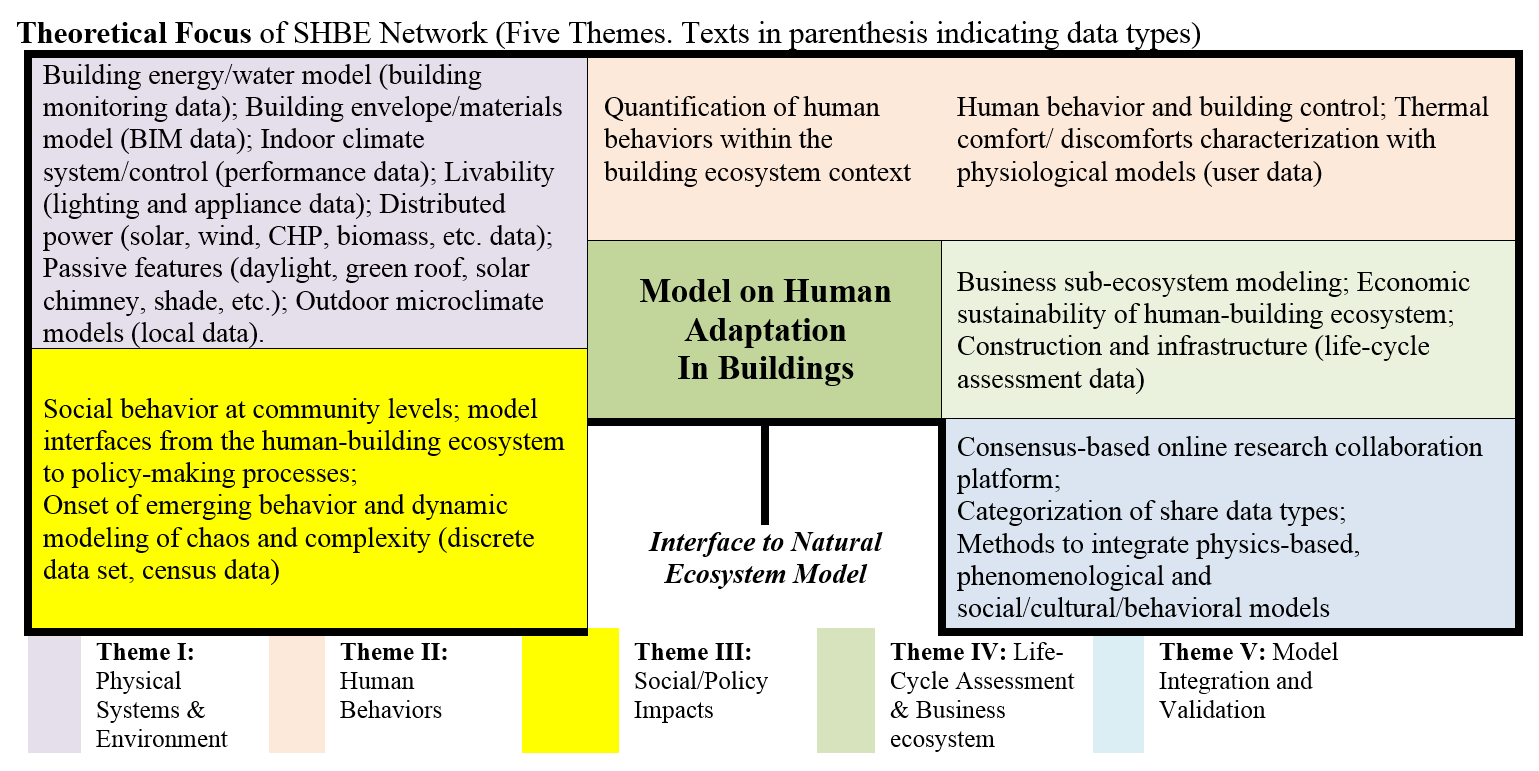 Theoretical Focus of SHBE Network (Five Themes. Texts in parenthesis indicating data types)
Building energy/water model (building
monitoring data); Building envelope/materials
model (BIM data); Indoor climate
system/control (performance data); Livability
(lighting and appliance data); Distributed
power (solar, wind, CHP, biomass, etc. data);
Passive features (daylight, green roof, solar
chimney, shade, etc.); Outdoor microclimate
models (local data).
Quantification of human
behaviors within the
building ecosystem context
Human behavior and building control; Thermal
comfort/ discomforts characterization with
physiological models (user data)
Model on Human
Adaptation
In Buildings
Business sub-ecosystem modeling; Economic
sustainability of human-building ecosystem;
Construction and infrastructure (life-cycle
assessment data)
Social behavior at community levels; model
interfaces from the human-building ecosystem
to policy-making processes;
Onset of emerging behavior and dynamic
modeling of chaos and complexity (discrete
data set, census data)
Interface to Natural
Ecosystem Model
Consensus-based online research collaboration
platform;
Categorization of share data types;
Methods to integrate physics-based,
phenomenological and
social/cultural/behavioral models
Theme I:
Physical
Systems &
Environment
Theme II:
Human
Behaviors
Theme III:
Social/Policy
Impacts
Theme IV: Life-
Cycle Assessment
& Business
ecosystem
Theme V: Model
Integration and
Validation